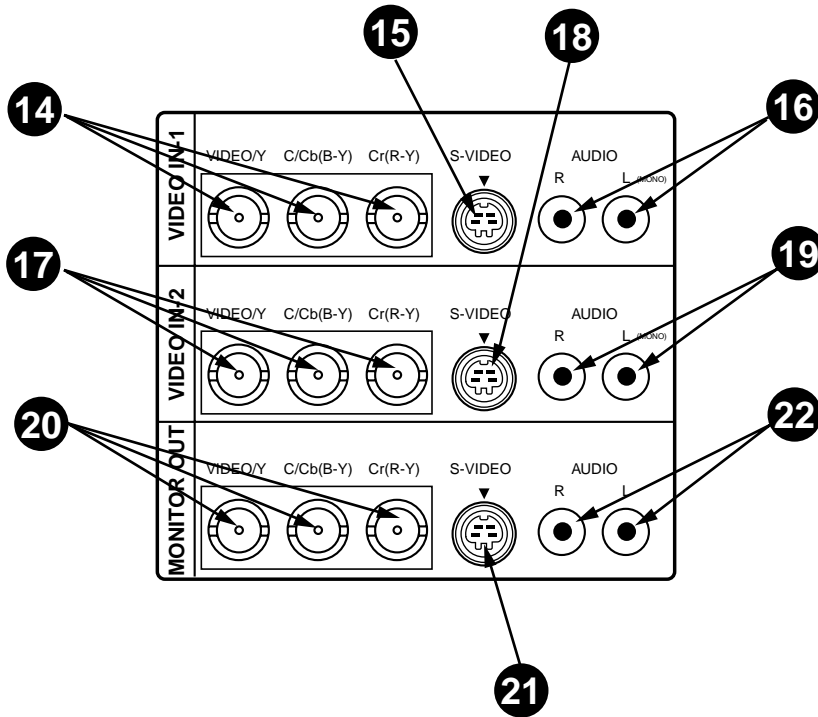 15 18
14 16
VIDEO IN-1
VIDEO/Y C/Cb(B-Y) Cr(R-Y) S-VIDEO AUDIO
R L (MONO)
17 19
VIDEO IN-2
VIDEO/Y C/Cb(B-Y) Cr(R-Y) S-VIDEO AUDIO
R L (MONO)
20 22
MONITOR OUT
VIDEO/Y C/Cb(B-Y) Cr(R-Y) S-VIDEO AUDIO
R L
21